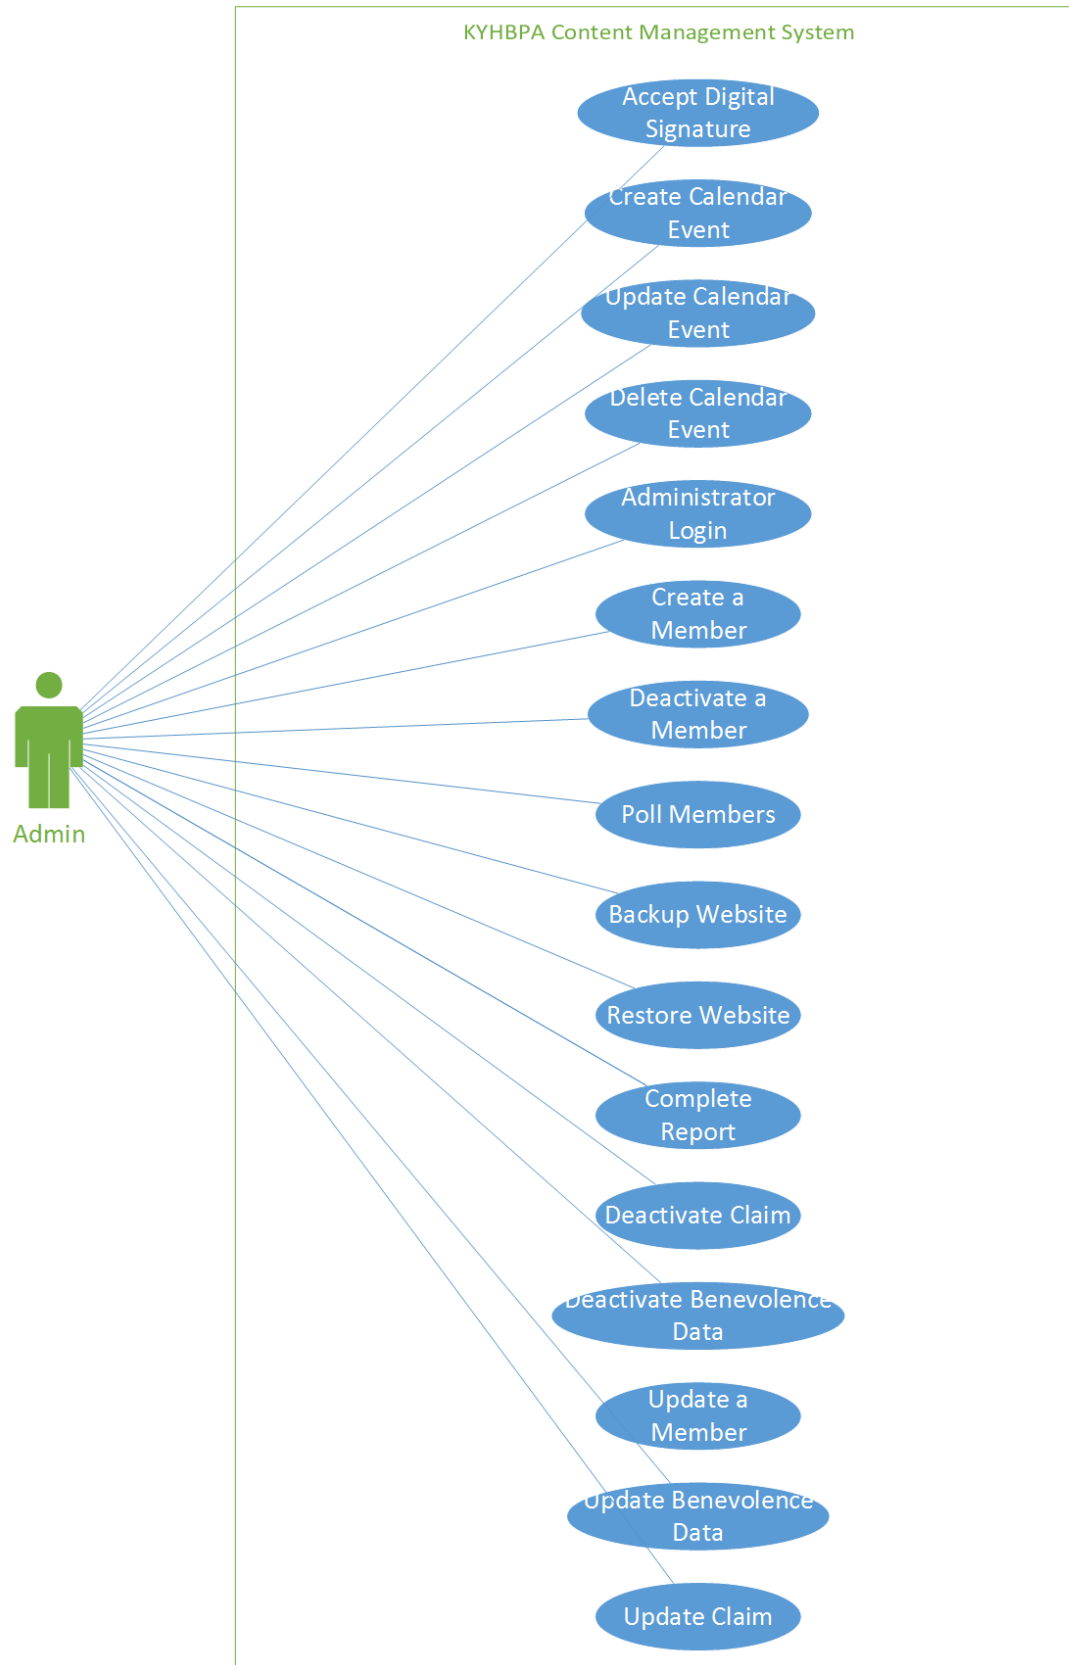 KYHBPA Content Management System
Accept Digital
Signature
Create Calendar
Event
Update Calendar
Event
Delete Calendar
Event
Administrator
Login
Create a
Member
Deactivate a
Member
Poll Members
Admin
Backup Website
Restore Website
Complete
Report
Deactivate Claim
Deactivate Benevolence
Data
Update a
Member
Update Benevolence
Data
Update Claim